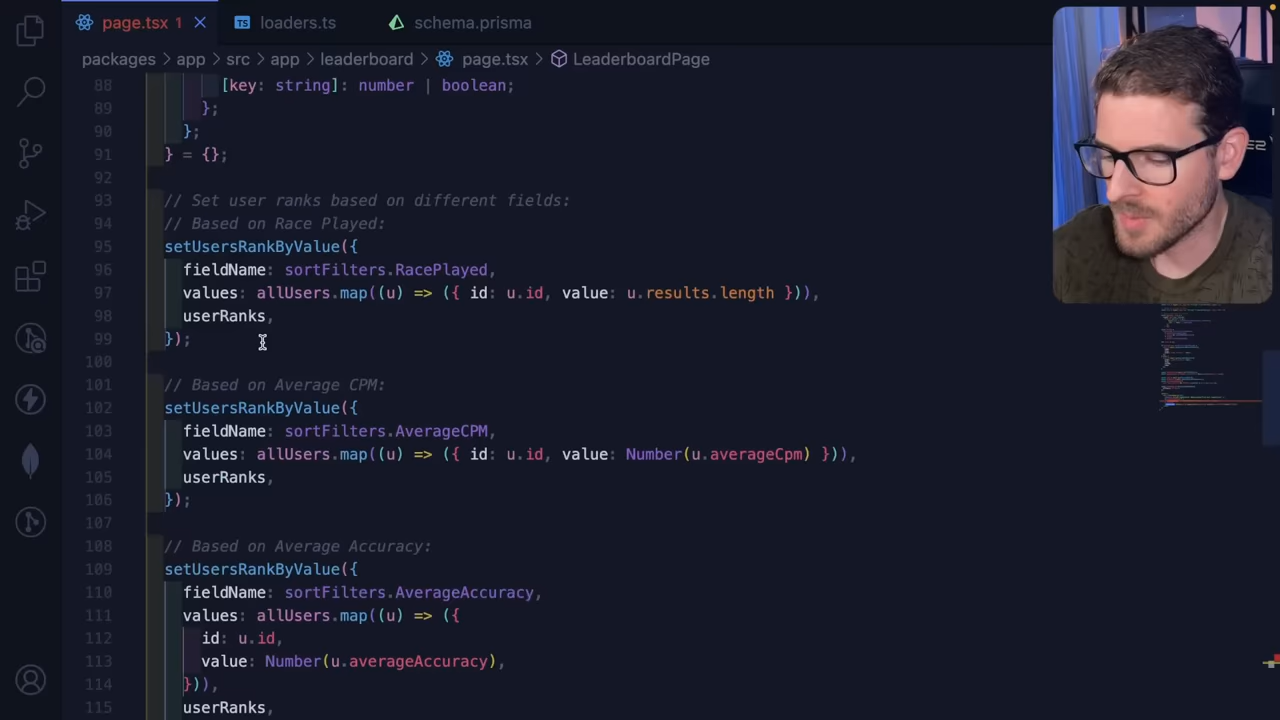 page.tsx 1
TS loaders.ts
schema.prisma
packages > app > src > app > leaderboard > page.tsx > LeaderboardPage
88 [key: string]: number | boolean;
89 };
90 };
91 } = {};
92
93 // Set user ranks based on different fields:
94 // Based on Race Played:
95 setUsersRankByValue({
96 fieldName: sortFilters.RacePlayed,
97 values: allUsers.map((u) => ({ id: u.id, value: u.results.length })),
98 userRanks,
99 });
100
101 // Based on Average CPM:
102 setUsersRankByValue({
103 fieldName: sortFilters.AverageCPM,
104 values: allUsers.map((u) => ({ id: u.id, value: Number(u.averageCpm) })),
105 userRanks,
106 });
107
108 // Based on Average Accuracy:
109 setUsersRankByValue({
110 fieldName: sortFilters.AverageAccuracy,
111 values: allUsers.map((u) => ({
112 id: u.id,
113 value: Number(u.averageAccuracy),
114 })),
115 userRanks,